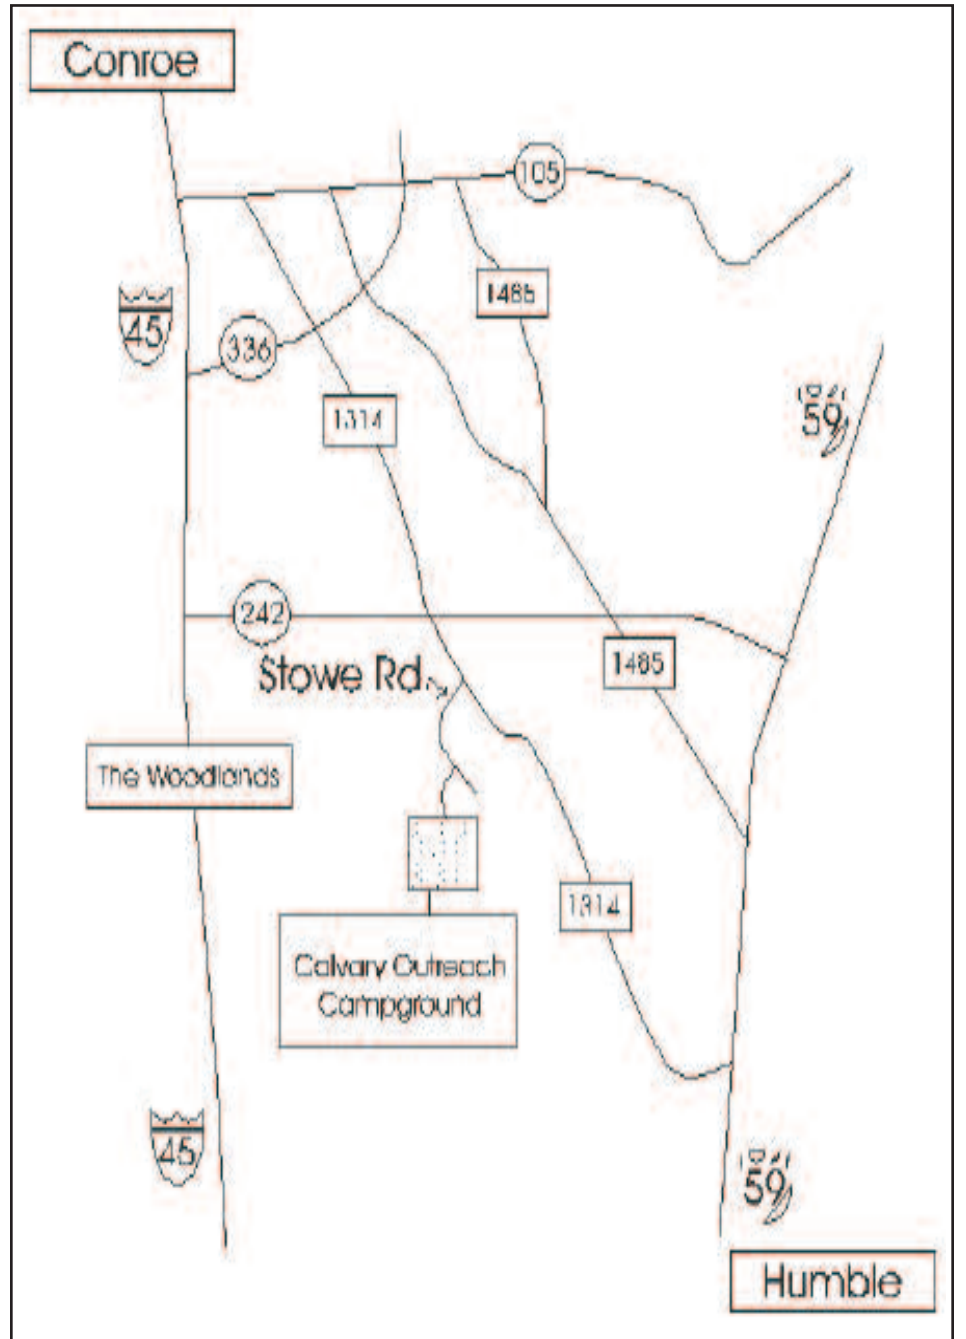 Conroe
105
1485
45
336
59
1314
242
1485
Stowe Rd.
The Woodlands
1314
Calvary Outreach
Campground
45
59
Humble